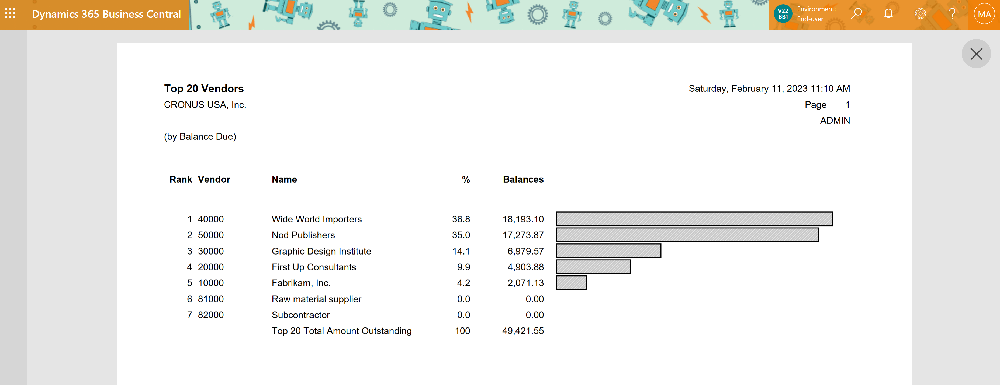 Dynamics 365 Business Central
V22
BB1
Environment:
End-user
?
MA
Top 20 Vendors
Saturday, February 11, 2023 11:10 AM
CRONUS USA, Inc.
Page 1
ADMIN
(by Balance Due)
Rank Vendor Name % Balances
1 40000 Wide World Importers 36.8 18,193.10
2 50000 Nod Publishers 35.0 17,273.87
3 30000 Graphic Design Institute 14.1 6,979.57
4 20000 First Up Consultants 9.9 4,903.88
5 10000 Fabrikam, Inc. 4.2 2,071.13
6 81000 Raw material supplier 0.0 0.00
7 82000 Subcontractor 0.0 0.00
Top 20 Total Amount Outstanding 100 49,421.55